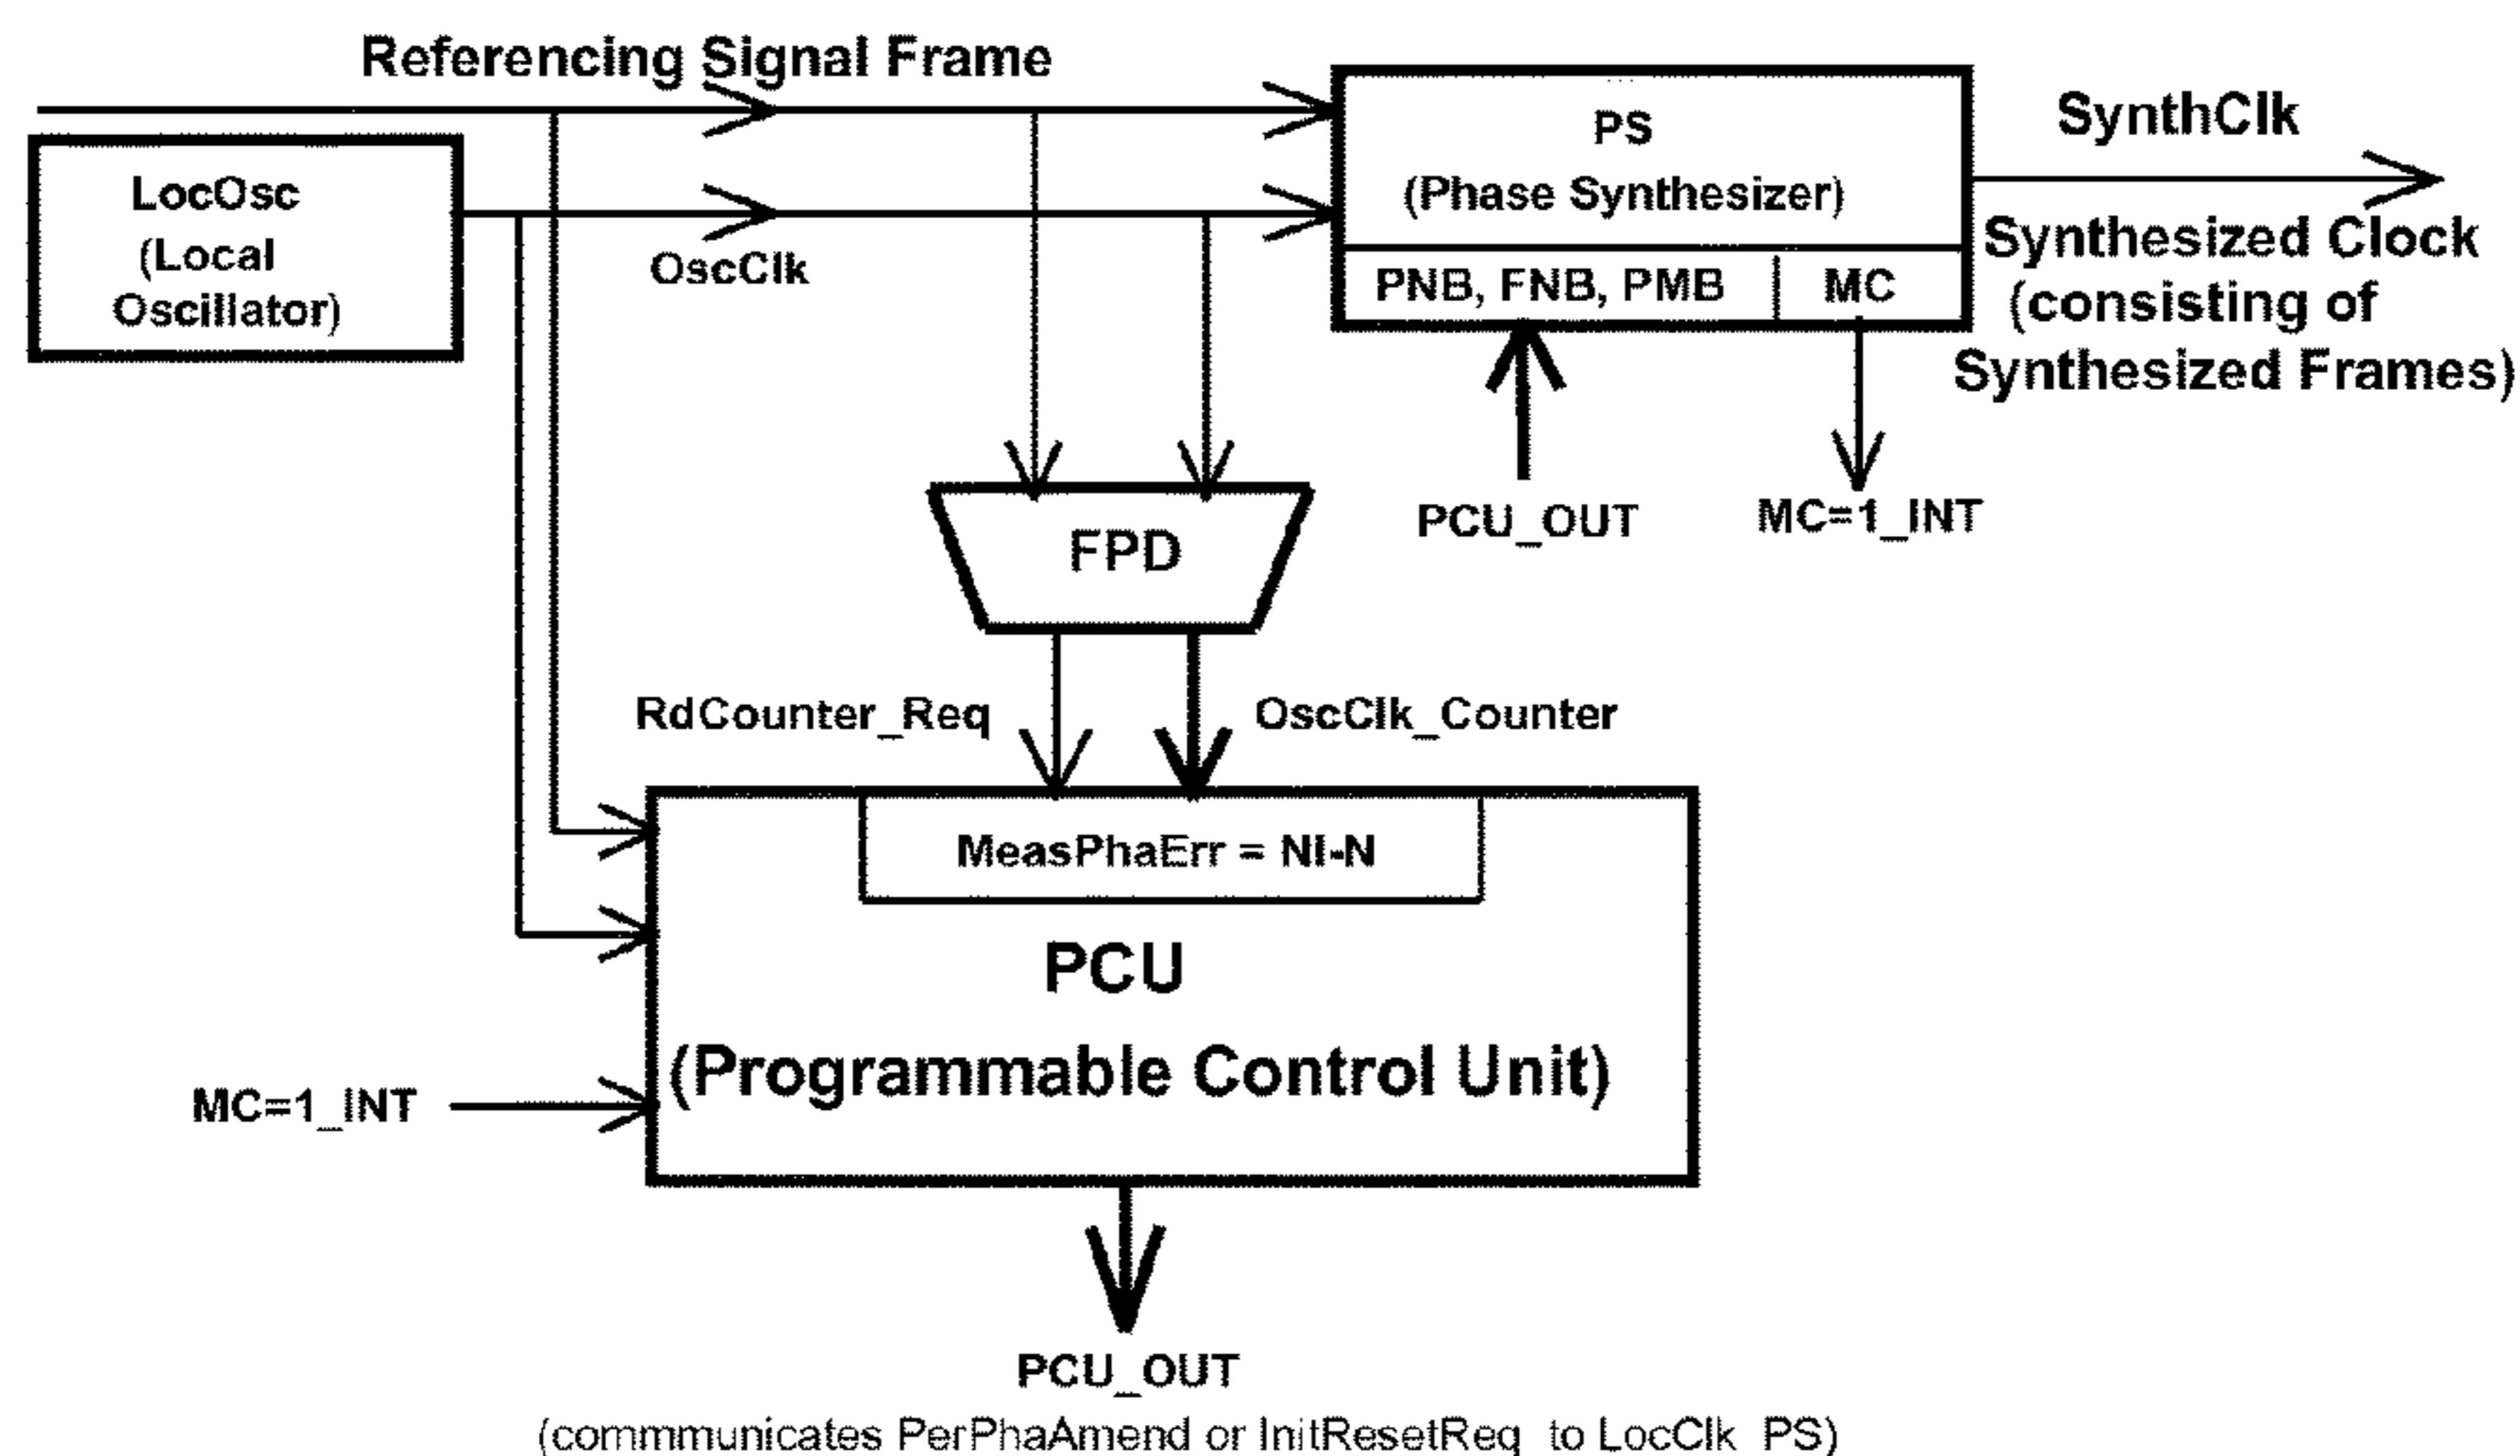 Referencing Signal Frame
LocOsc
(Local
Oscillator)
OscClk
PS
(Phase Synthesizer)
PNB, FNB, PMB
MC
SynthClk
Synthesized Clock
(consisting of
Synthesized Frames)
PCU_OUT
MC=1_INT
FPD
RdCounter_Req
OscClk_Counter
MeasPhaErr = NI-N
PCU
(Programmable Control Unit)
MC=1_INT
PCU_OUT
(commmunicates PerPhaAmend or InitResetReq to LocClk_PS)